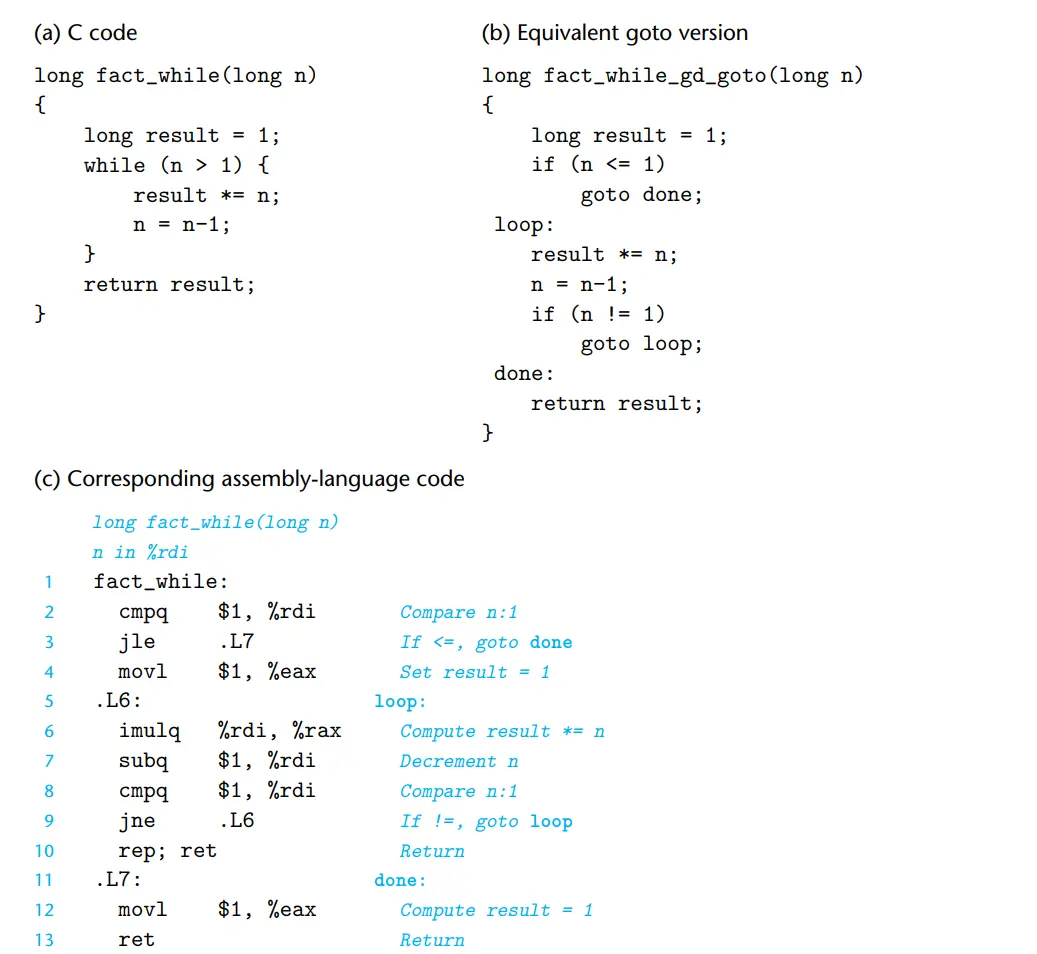 (a) C code
long fact_while(long n)
{
    long result = 1;
    while (n > 1) {
        result *= n;
        n = n-1;
    }
    return result;
}
(b) Equivalent goto version
long fact_while_gd_goto(long n)
{
    long result = 1;
    if (n <= 1)
        goto done;
 loop:
    result *= n;
    n = n-1;
    if (n != 1)
        goto loop;
 done:
    return result;
}
(c) Corresponding assembly-language code
long fact_while(long n)
n in %rdi
1 fact_while:
2 cmpq $1, %rdi Compare n:1
3 jle .L7 If <=, goto done
4 movl $1, %eax Set result = 1
5 .L6: loop:
6 imulq %rdi, %rax Compute result *= n
7 subq $1, %rdi Decrement n
8 cmpq $1, %rdi Compare n:1
9 jne .L6 If !=, goto loop
10 rep; ret Return
11 .L7: done:
12 movl $1, %eax Compute result = 1
13 ret Return